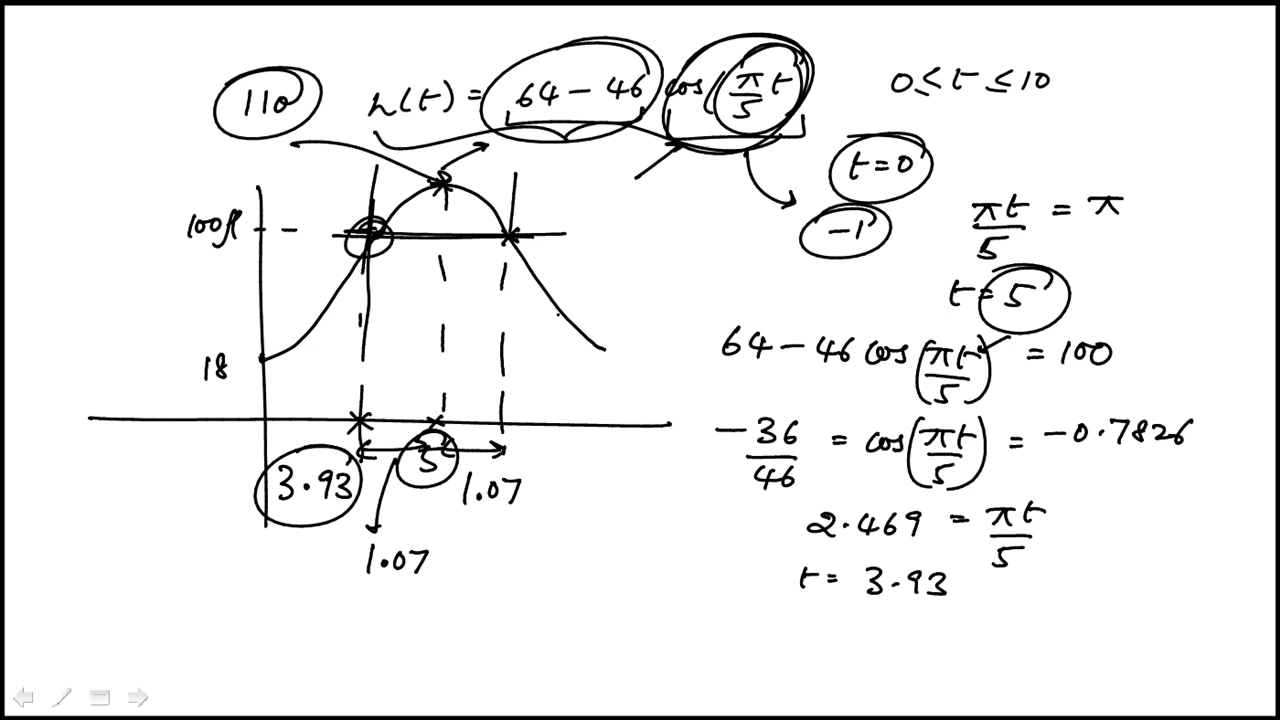 110
h(t) = 64 - 46 cos(π/5 t)
0 ≤ t ≤ 10
t = 0
-1
πt/5 = π
t = 5
100ft
18
64 - 46 cos(πt/5) = 100
-36/46 = cos(πt/5) = -0.7826
3.93
5
1.07
1.07
2.469 = πt/5
t = 3.93